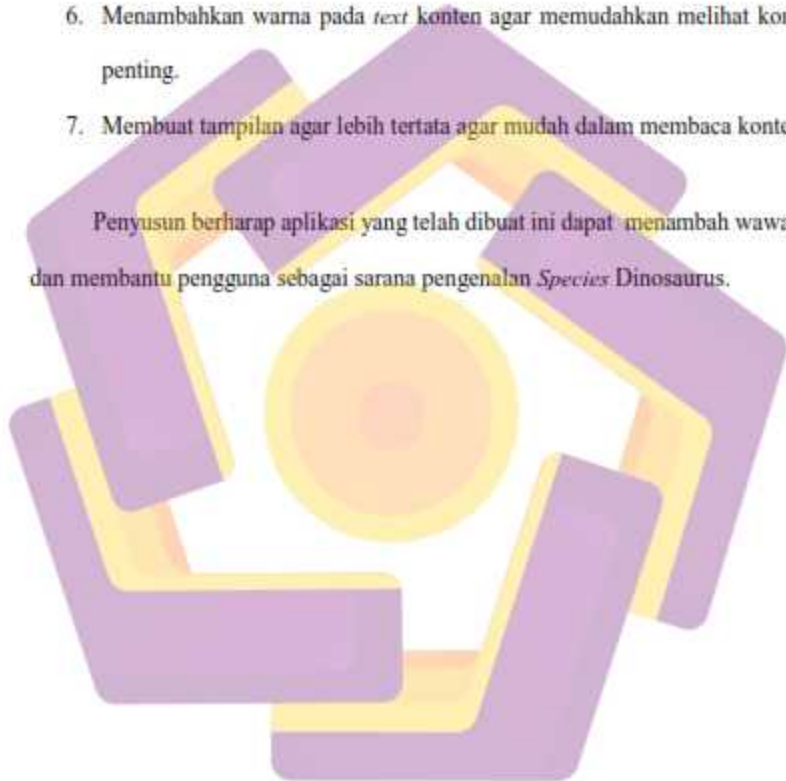 6. Menambahkan warna pada text konten agar memudahkan melihat kon
penting.
7. Membuat tampilan agar lebih tertata agar mudah dalam membaca konte
Penyusun berharap aplikasi yang telah dibuat ini dapat menambah wawa
dan membantu pengguna sebagai sarana pengenalan Species Dinosaurus.